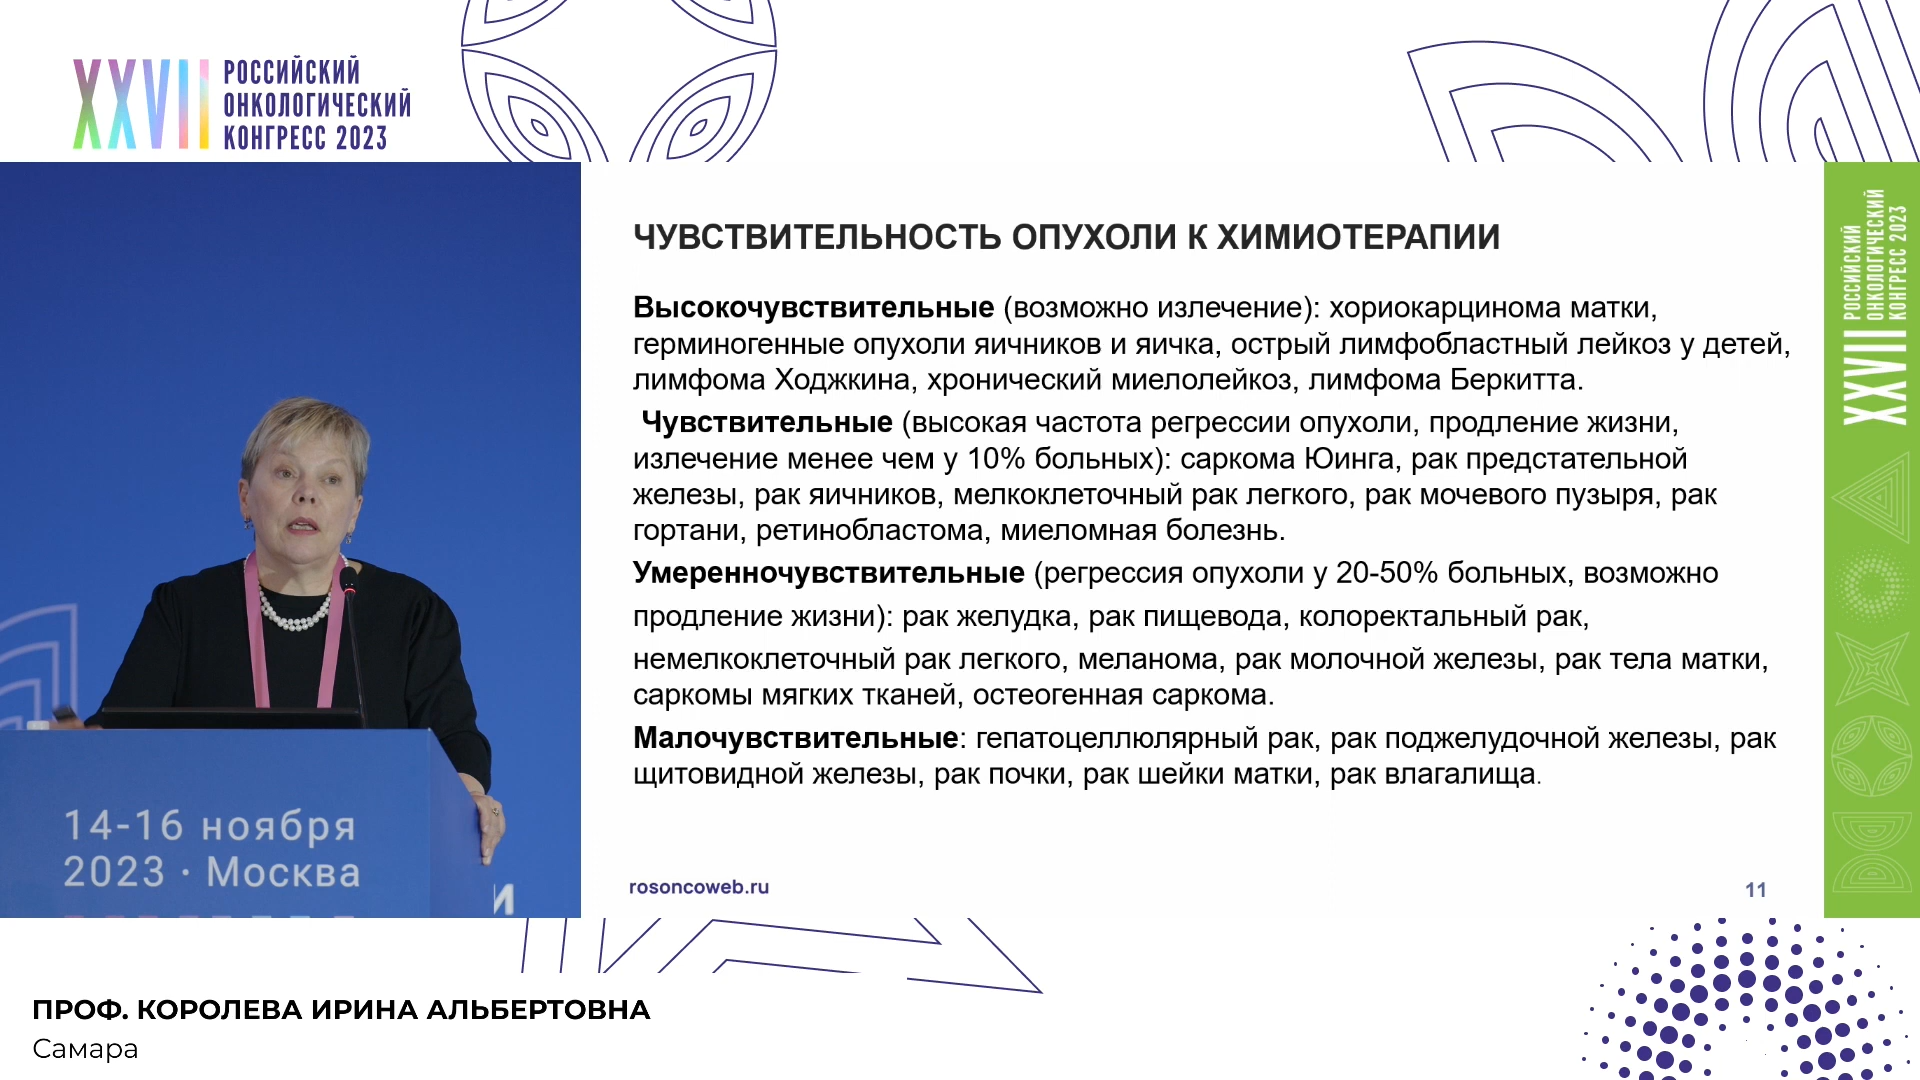 XXVII
РОССИЙСКИЙ
ОНКОЛОГИЧЕСКИЙ
КОНГРЕСС 2023
ЧУВСТВИТЕЛЬНОСТЬ ОПУХОЛИ К ХИМИОТЕРАПИИ
Высокочувствительные (возможно излечение): хориокарцинома матки,
герминогенные опухоли яичников и яичка, острый лимфобластный лейкоз у детей,
лимфома Ходжкина, хронический миелолейкоз, лимфома Беркитта.
Чувствительные (высокая частота регрессии опухоли, продление жизни,
излечение менее чем у 10% больных): саркома Юинга, рак предстательной
железы, рак яичников, мелкоклеточный рак легкого, рак мочевого пузыря, рак
гортани, ретинобластома, миеломная болезнь.
Умеренночувствительные (регрессия опухоли у 20-50% больных, возможно
продление жизни): рак желудка, рак пищевода, колоректальный рак,
немелкоклеточный рак легкого, меланома, рак молочной железы, рак тела матки,
саркомы мягких тканей, остеогенная саркома.
Малочувствительные: гепатоцеллюлярный рак, рак поджелудочной железы, рак
щитовидной железы, рак почки, рак шейки матки, рак влагалища.
rosoncoweb.ru
11
XXVII
РОССИЙСКИЙ
ОНКОЛОГИЧЕСКИЙ
КОНГРЕСС 2023
14-16 ноября
2023 · Москва
И
ПРОФ. КОРОЛЕВА ИРИНА АЛЬБЕРТОВНА
Самара